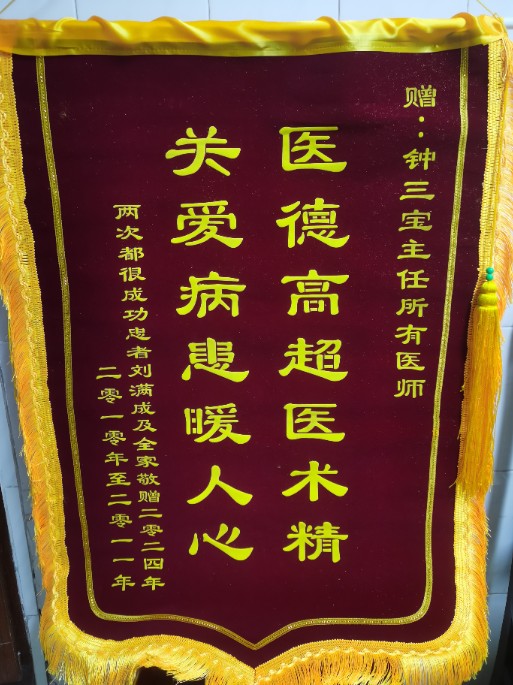 赠：钟三宝主任所有医师
医德高超医术精
关爱病患暖人心
两次都很成功患者刘满成及全家敬赠二零二四年
二零一零年至二零一一年